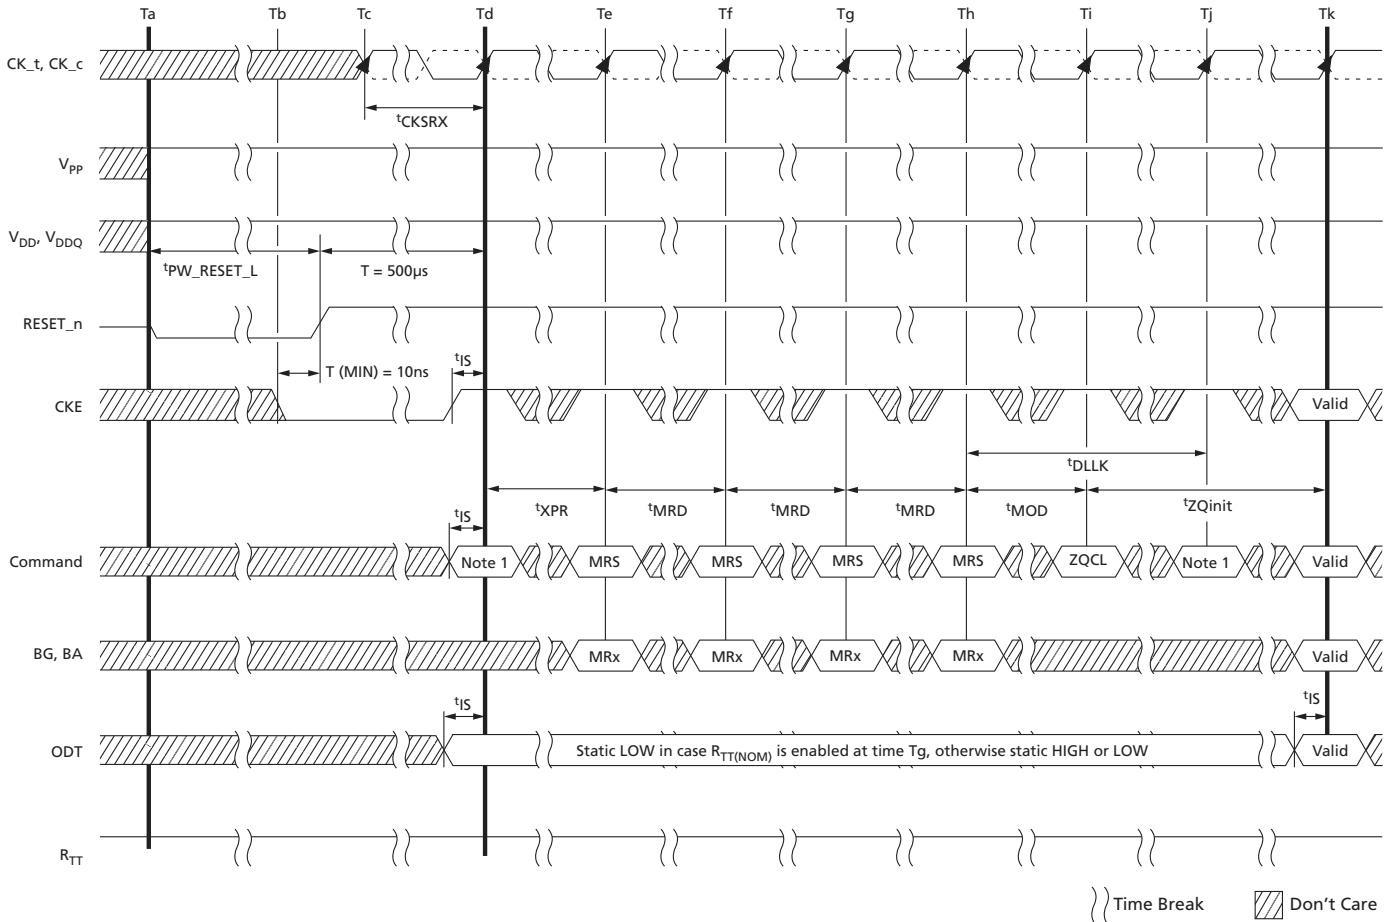 Ta Tb Tc Td Te Tf Tg Th Ti Tj Tk
CK_t, CK_c
tCKSRX
VPP
VDD, VDDQ
tPW_RESET_L T = 500µs
RESET_n
T (MIN) = 10ns tIS
CKE Valid
tDLLK
tXPR tMRD tMRD tMRD tMOD tZQinit
tIS
Command Note 1 MRS MRS MRS MRS ZQCL Note 1 Valid
BG, BA MRx MRx MRx MRx Valid
tIS tIS
ODT Static LOW in case RTT(NOM) is enabled at time Tg, otherwise static HIGH or LOW Valid
RTT
Time Break Don't Care